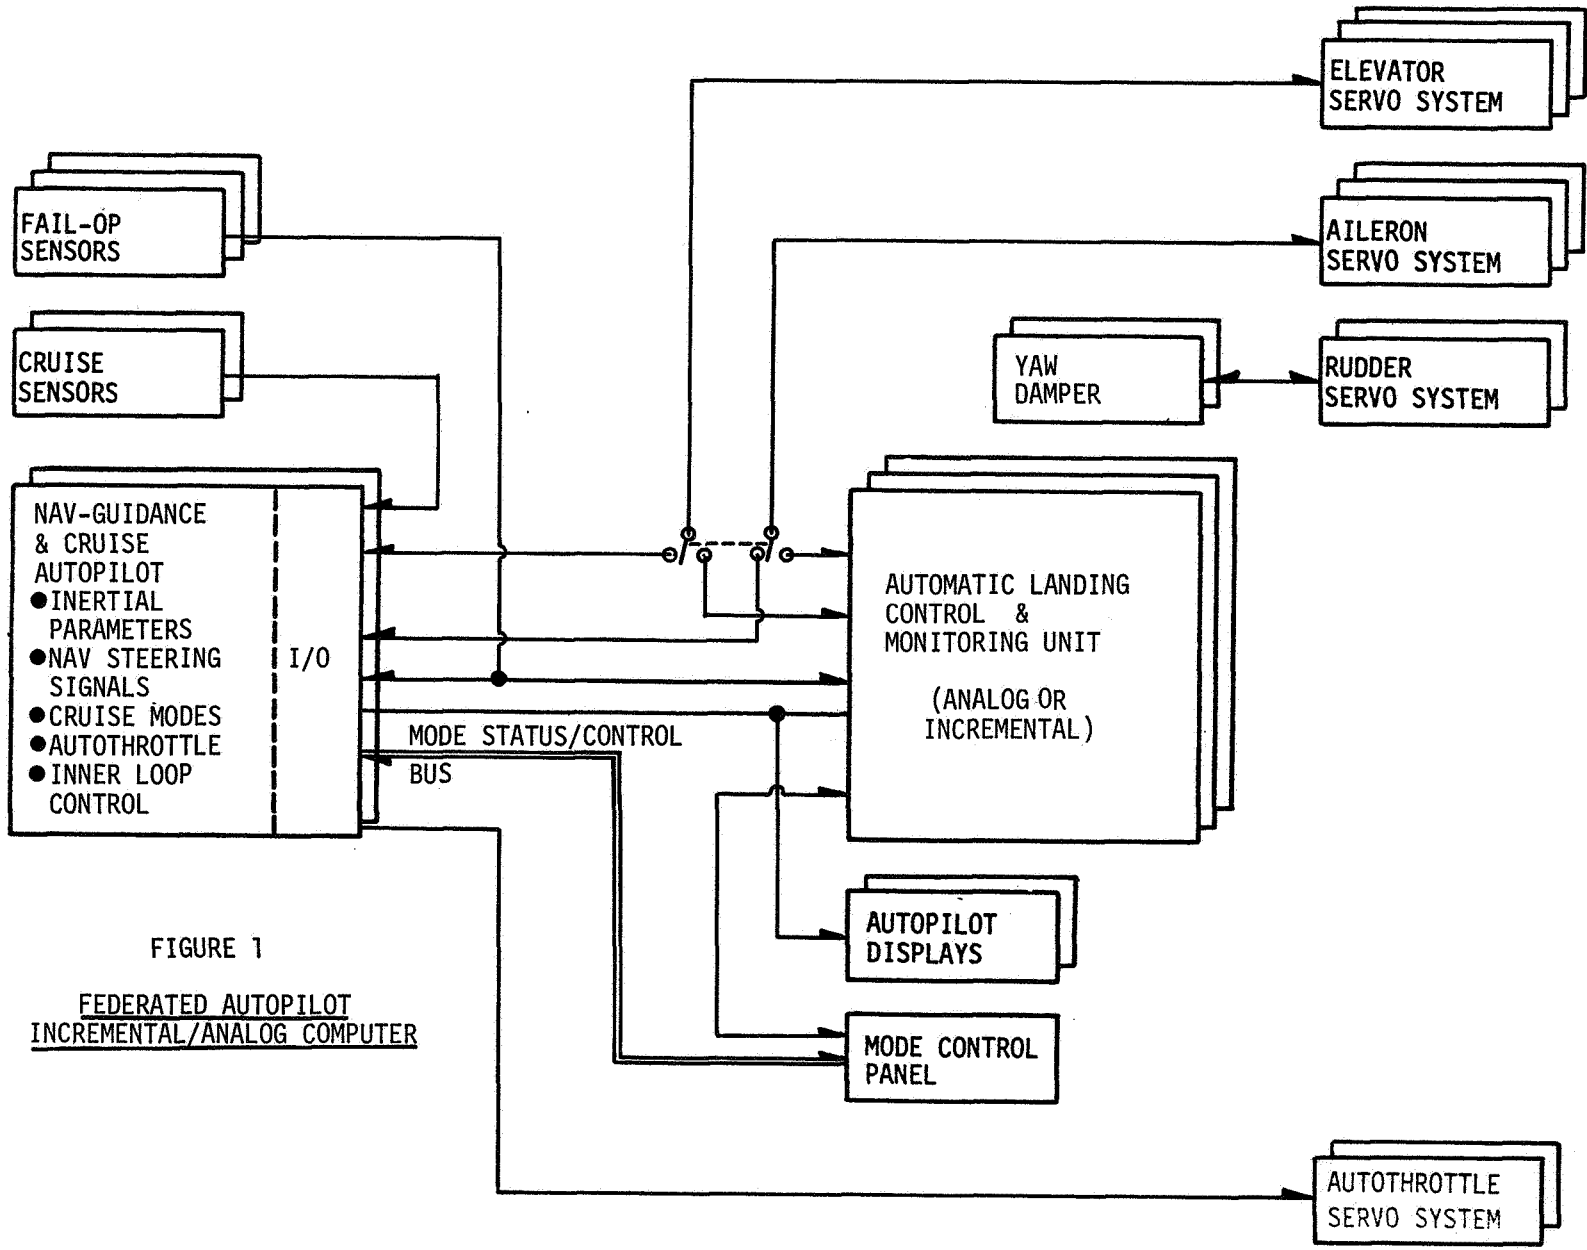 ELEVATOR
SERVO SYSTEM
FAIL-OP
SENSORS
AILERON
SERVO SYSTEM
CRUISE
SENSORS
YAW
DAMPER
RUDDER
SERVO SYSTEM
NAV-GUIDANCE
& CRUISE
AUTOPILOT
●INERTIAL
PARAMETERS
●NAV STEERING
SIGNALS
●CRUISE MODES
●AUTOTHROTTLE
●INNER LOOP
CONTROL
I/O
AUTOMATIC LANDING
CONTROL &
MONITORING UNIT
(ANALOG OR
INCREMENTAL)
MODE STATUS/CONTROL
BUS
AUTOPILOT
DISPLAYS
MODE CONTROL
PANEL
FIGURE 1
FEDERATED AUTOPILOT
INCREMENTAL/ANALOG COMPUTER
AUTOTHROTTLE
SERVO SYSTEM